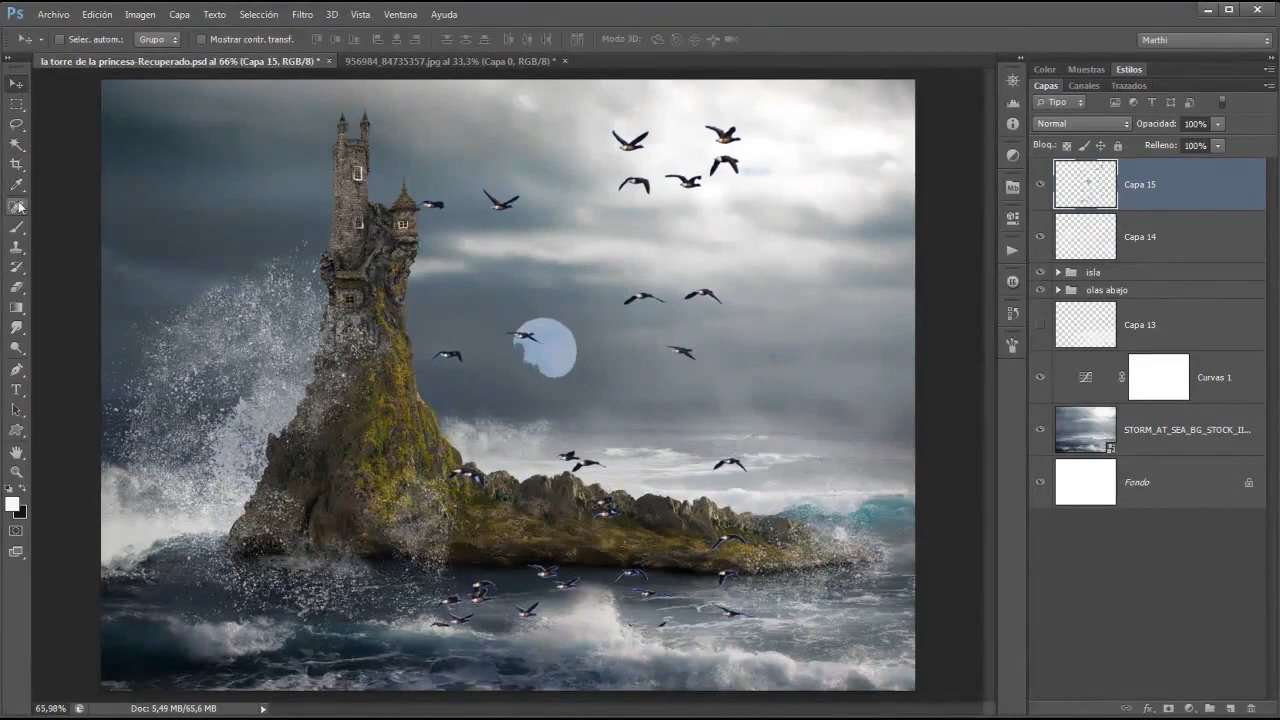 Ps Archivo Edición Imagen Capa Texto Selección Filtro 3D Vista Ventana Ayuda
Selec. autom.: Grupo Mostrar contr. transf. Modo 3D: Marthi
la torre de la princesa-Recuperado.psd al 66% (Capa 15, RGB/8) * × 956984_84735357.jpg al 33.3% (Capa 0, RGB/8) * ×
Color Muestras Estilos
Capas Canales Trazados
Tipo
Normal Opacidad: 100%
Bloq.: Relleno: 100%
Capa 15
Capa 14
isla
olas abajo
Capa 13
Curvas 1
STORM_AT_SEA_BG_STOCK_II...
Fondo
Mb
65,98% Doc: 5,49 MB/65,6 MB
fx